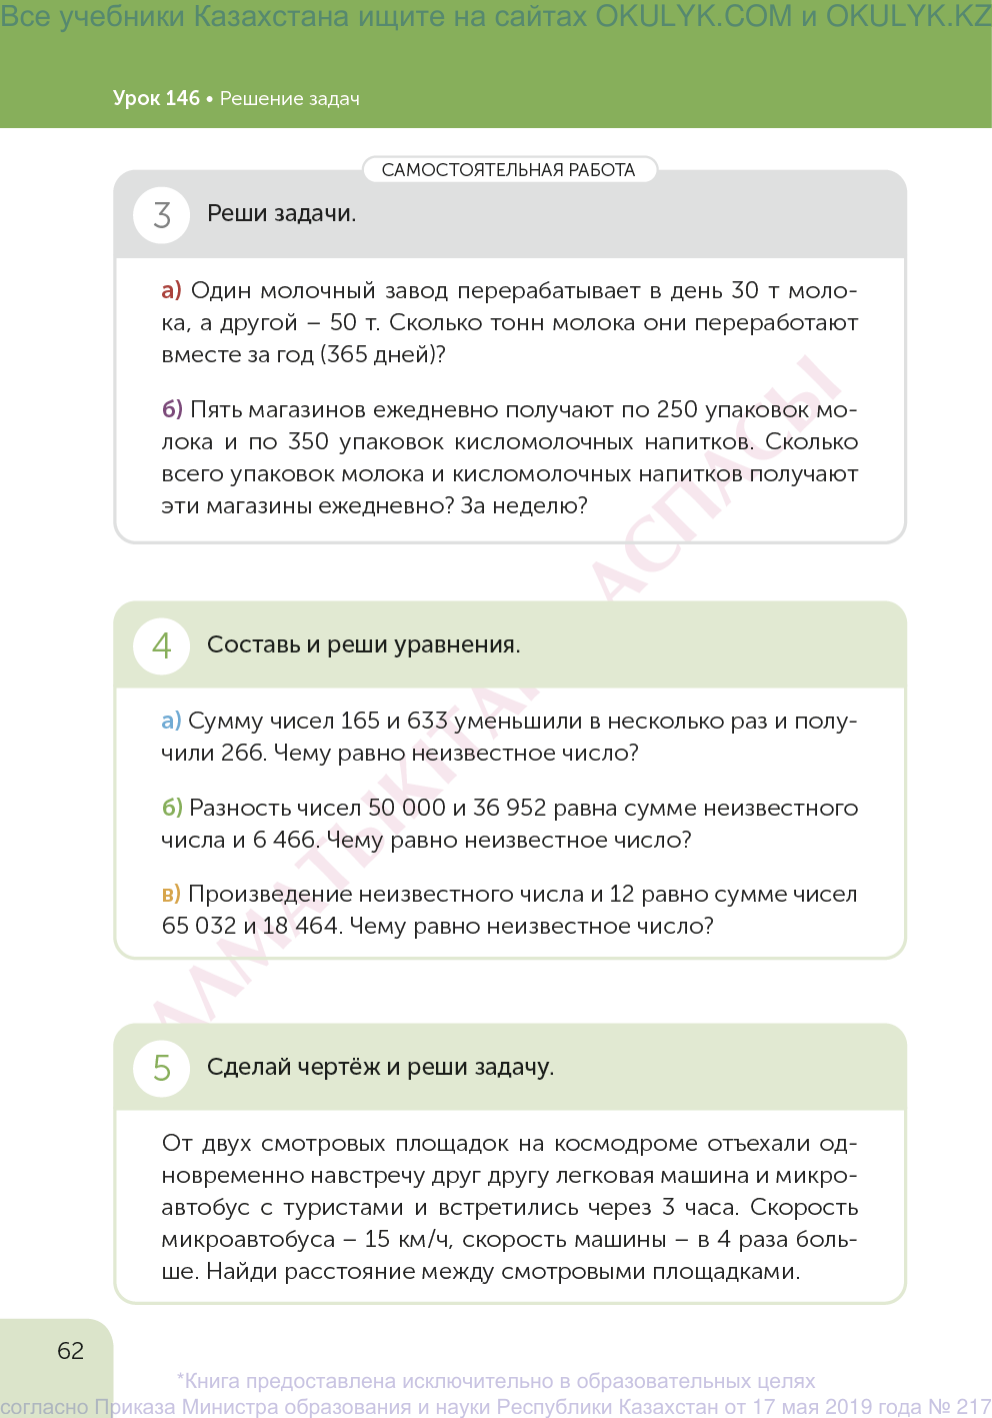 Все учебники Казахстана ищите на сайтах OKULYK.COM и OKULYK.KZ
Урок 146 • Решение задач
САМОСТОЯТЕЛЬНАЯ РАБОТА
3 Реши задачи.
а) Один молочный завод перерабатывает в день 30 т моло-
ка, а другой – 50 т. Сколько тонн молока они переработают
вместе за год (365 дней)?
б) Пять магазинов ежедневно получают по 250 упаковок мо-
лока и по 350 упаковок кисломолочных напитков. Сколько
всего упаковок молока и кисломолочных напитков получают
эти магазины ежедневно? За неделю?
4 Составь и реши уравнения.
а) Сумму чисел 165 и 633 уменьшили в несколько раз и полу-
чили 266. Чему равно неизвестное число?
б) Разность чисел 50 000 и 36 952 равна сумме неизвестного
числа и 6 466. Чему равно неизвестное число?
в) Произведение неизвестного числа и 12 равно сумме чисел
65 032 и 18 464. Чему равно неизвестное число?
5 Сделай чертёж и реши задачу.
От двух смотровых площадок на космодроме отъехали од-
новременно навстречу друг другу легковая машина и микро-
автобус с туристами и встретились через 3 часа. Скорость
микроавтобуса – 15 км/ч, скорость машины – в 4 раза боль-
ше. Найди расстояние между смотровыми площадками.
62
*Книга предоставлена исключительно в образовательных целях
согласно Приказа Министра образования и науки Республики Казахстан от 17 мая 2019 года № 217